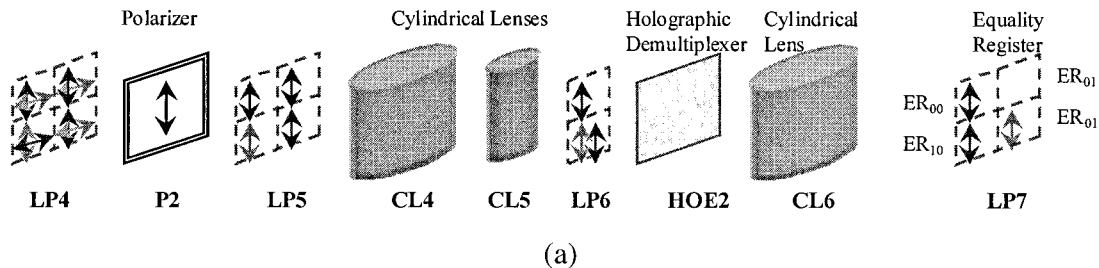 Polarizer
Cylindrical Lenses
Holographic
Demultiplexer
Cylindrical
Lens
Equality
Register
ER01
ER00
ER01
ER10
LP4
P2
LP5
CL4
CL5
LP6
HOE2
CL6
LP7
(a)